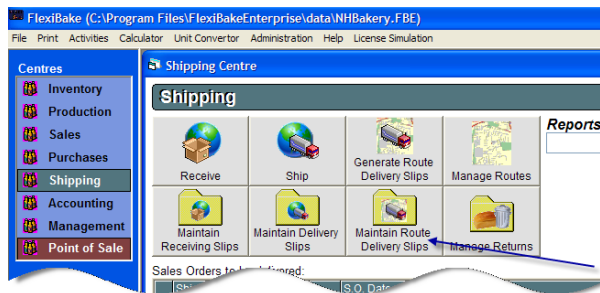 FlexiBake (C:\Program Files\FlexiBakeEnterprise\data\NHBakery.FBE)
File Print Activities Calculator Unit Convertor Administration Help License Simulation
Centres
Inventory
Production
Sales
Purchases
Shipping
Accounting
Management
Point of Sale
Shipping Centre
Shipping
Reports
Receive
Ship
Generate Route
Delivery Slips
Manage Routes
Maintain
Receiving Slips
Maintain Delivery
Slips
Maintain Route
Delivery Slips
Manage Returns
Sales Orders to be delivered:
S.O. Date